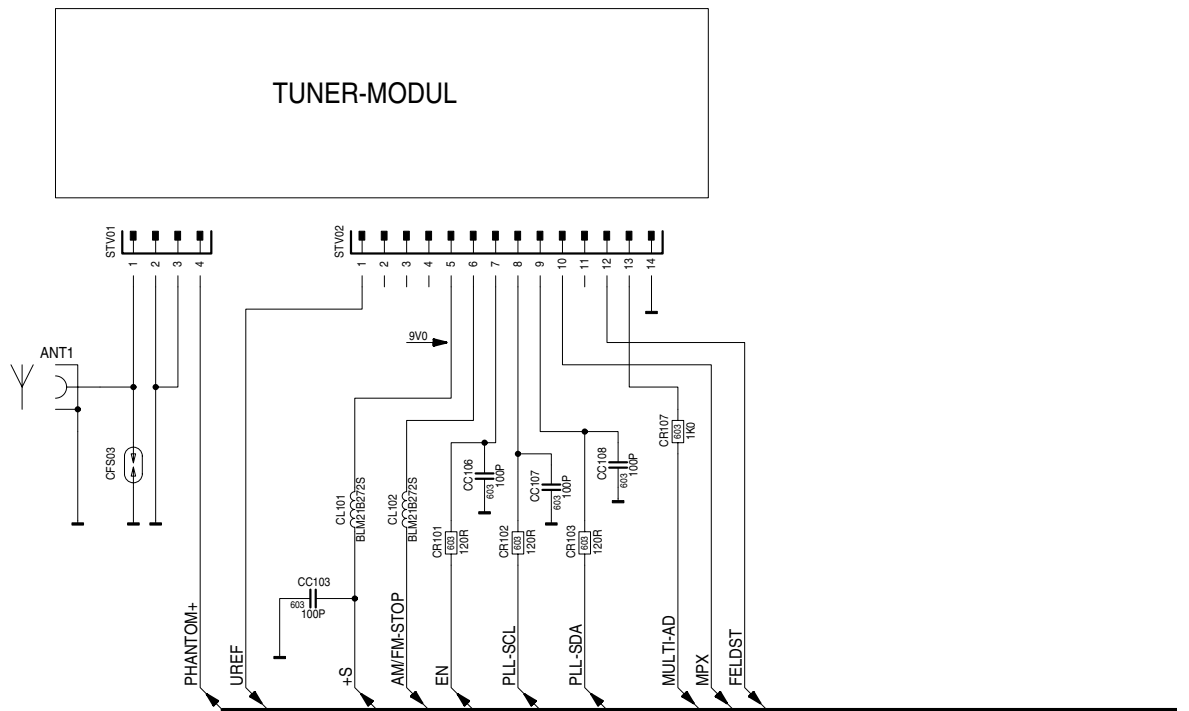 TUNER-MODUL
STV01
1
2
3
4
STV02
1
2
3
4
5
6
7
8
9
10
11
12
13
14
9V0
ANT1
CFS03
CL101
BLM21B272S
CL102
BLM21B272S
CC106
603
100P
CC107
603
100P
CC108
603
100P
CR107
603
1K0
CR101
603
120R
CR102
603
120R
CR103
603
120R
CC103
603
100P
PHANTOM+
UREF
+S
AM/FM-STOP
EN
PLL-SCL
PLL-SDA
MULTI-AD
MPX
FELDST